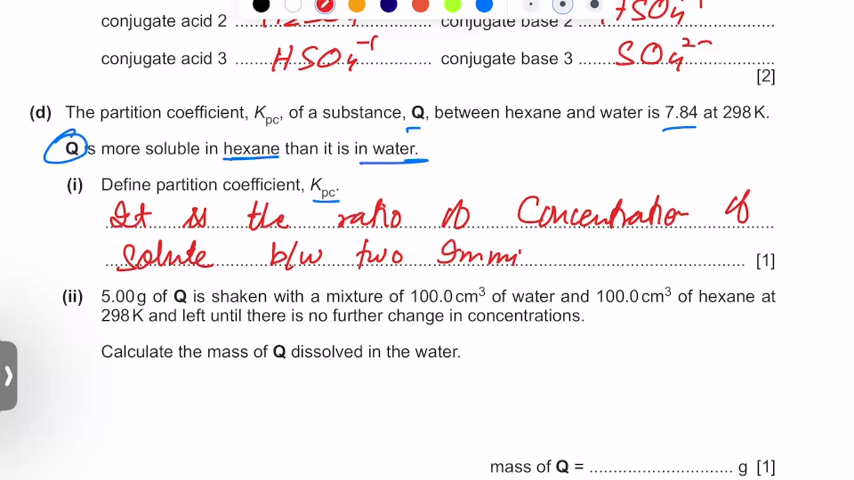 conjugate acid 2 ........ conjugate base 2 ........
conjugate acid 3 ........ HSO₄⁻¹ ........ conjugate base 3 ........ SO₄²⁻ ........
[2]
(d) The partition coefficient, Kpc, of a substance, Q, between hexane and water is 7.84 at 298 K.
Q is more soluble in hexane than it is in water.
(i) Define partition coefficient, Kpc.
It is the ratio of Concentration of
Solute b/w two Immi ........ [1]
(ii) 5.00 g of Q is shaken with a mixture of 100.0 cm³ of water and 100.0 cm³ of hexane at
298 K and left until there is no further change in concentrations.
Calculate the mass of Q dissolved in the water.
mass of Q = ........ g [1]